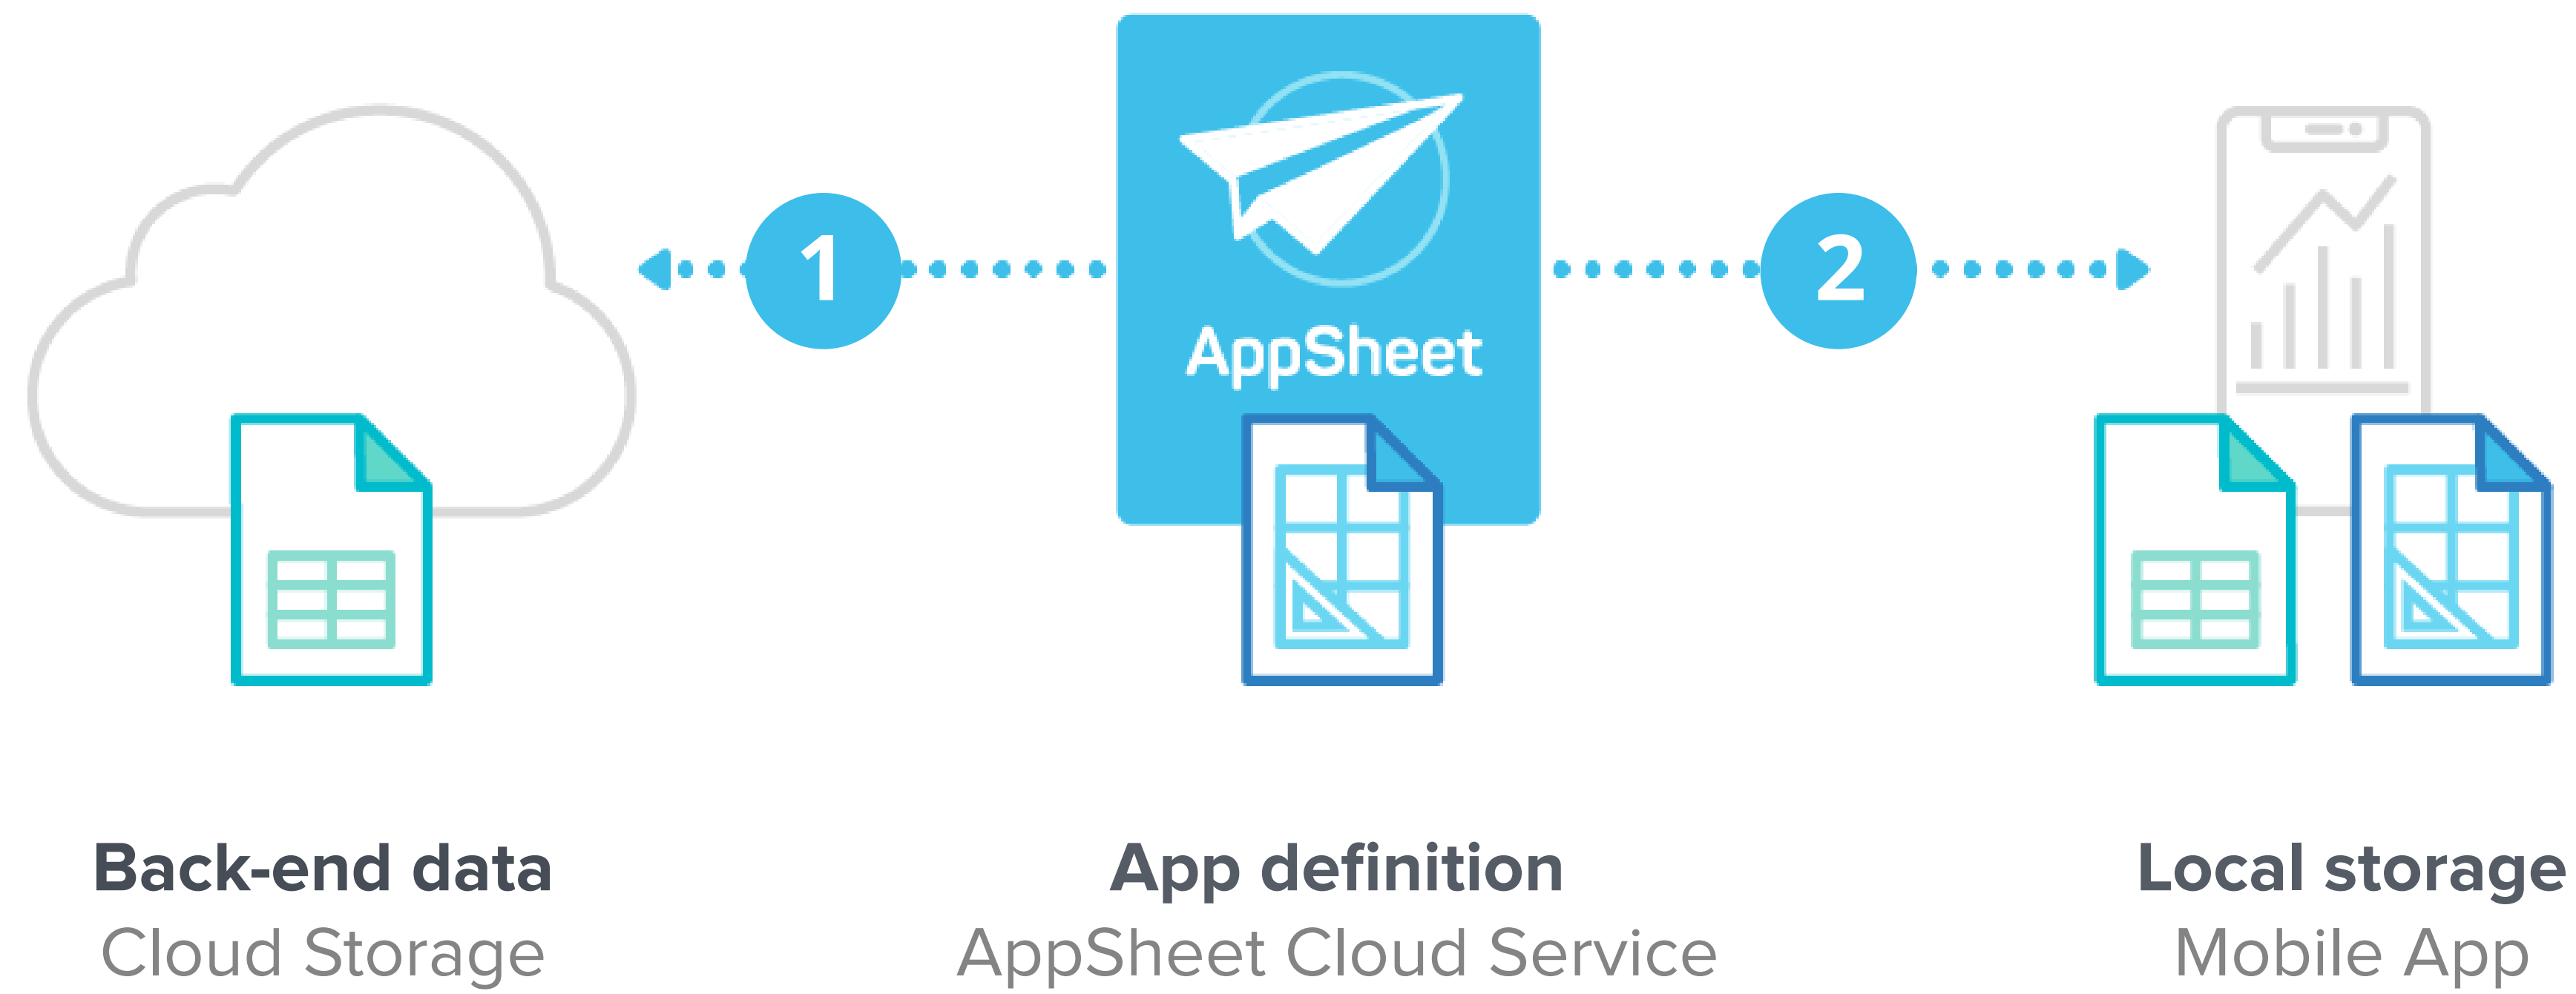 1
2
AppSheet
Back-end data
Cloud Storage
App definition
AppSheet Cloud Service
Local storage
Mobile App